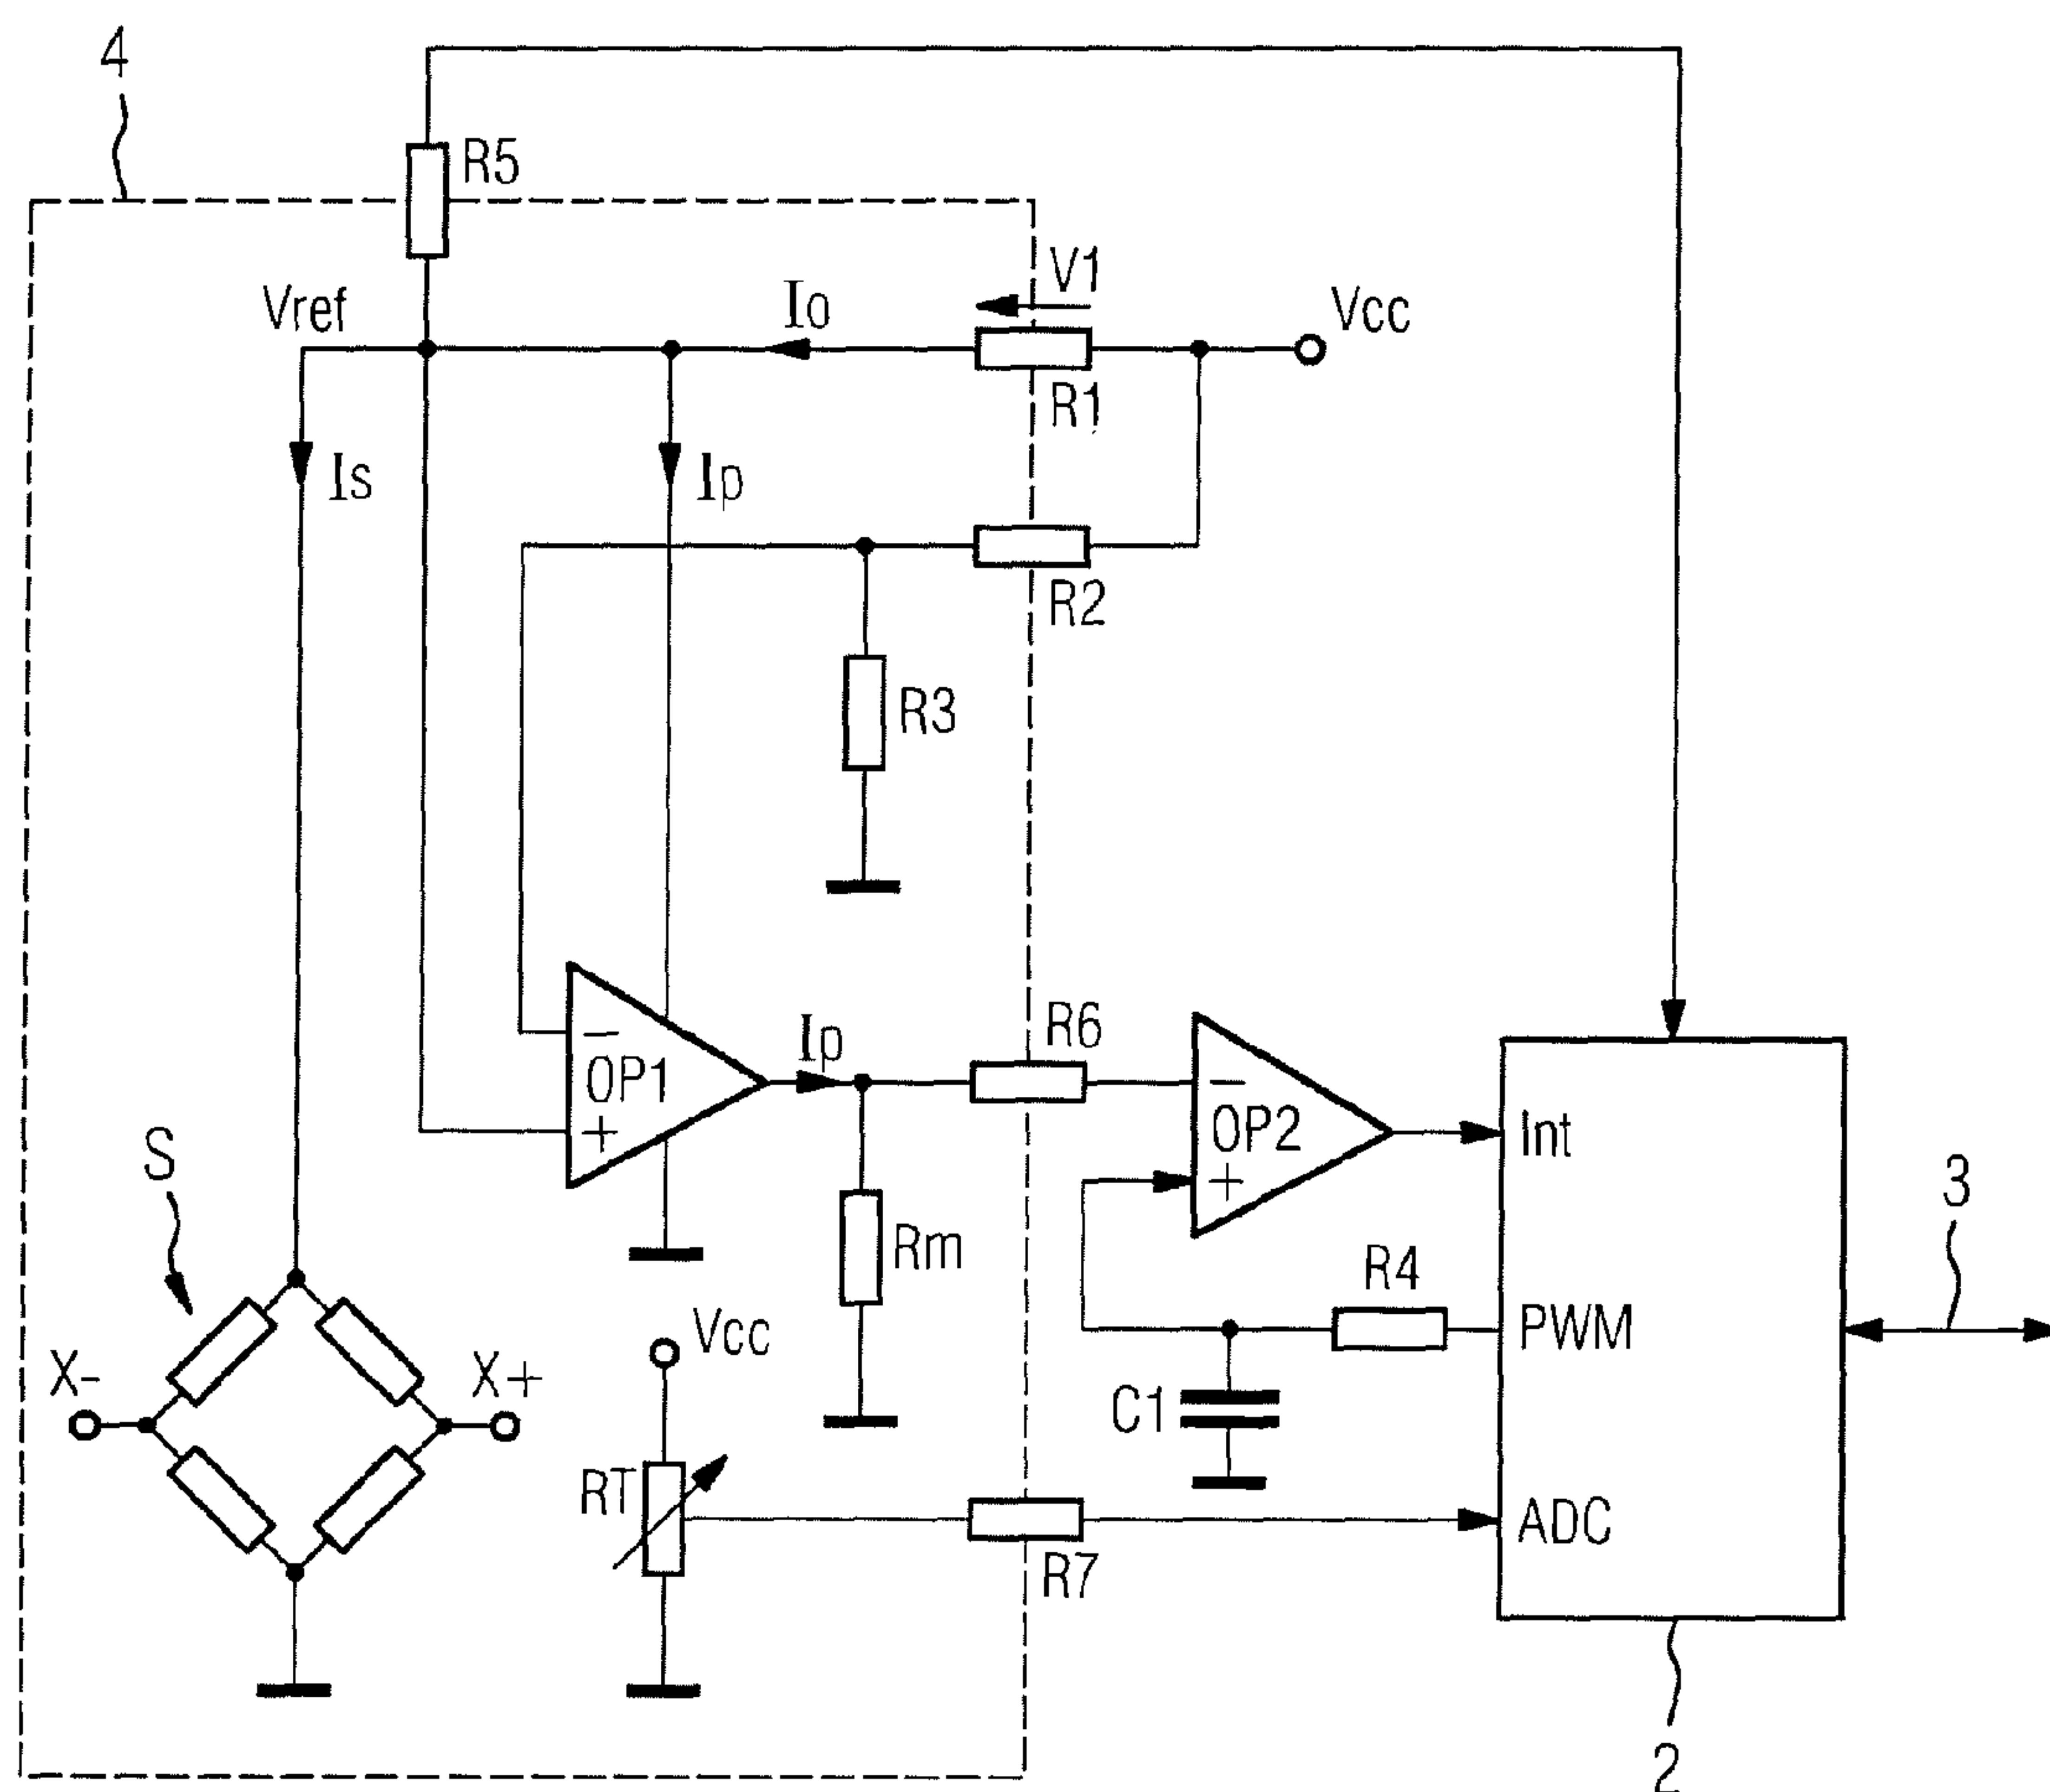 4
R5
V1
Vref
Io
Vcc
R1
Is
Ip
R2
R3
R6
Ip
−
OP1
+
−
OP2
+
Int
S
3
Rm
R4
Vcc
PWM
X-
X+
C1
RT
ADC
R7
2